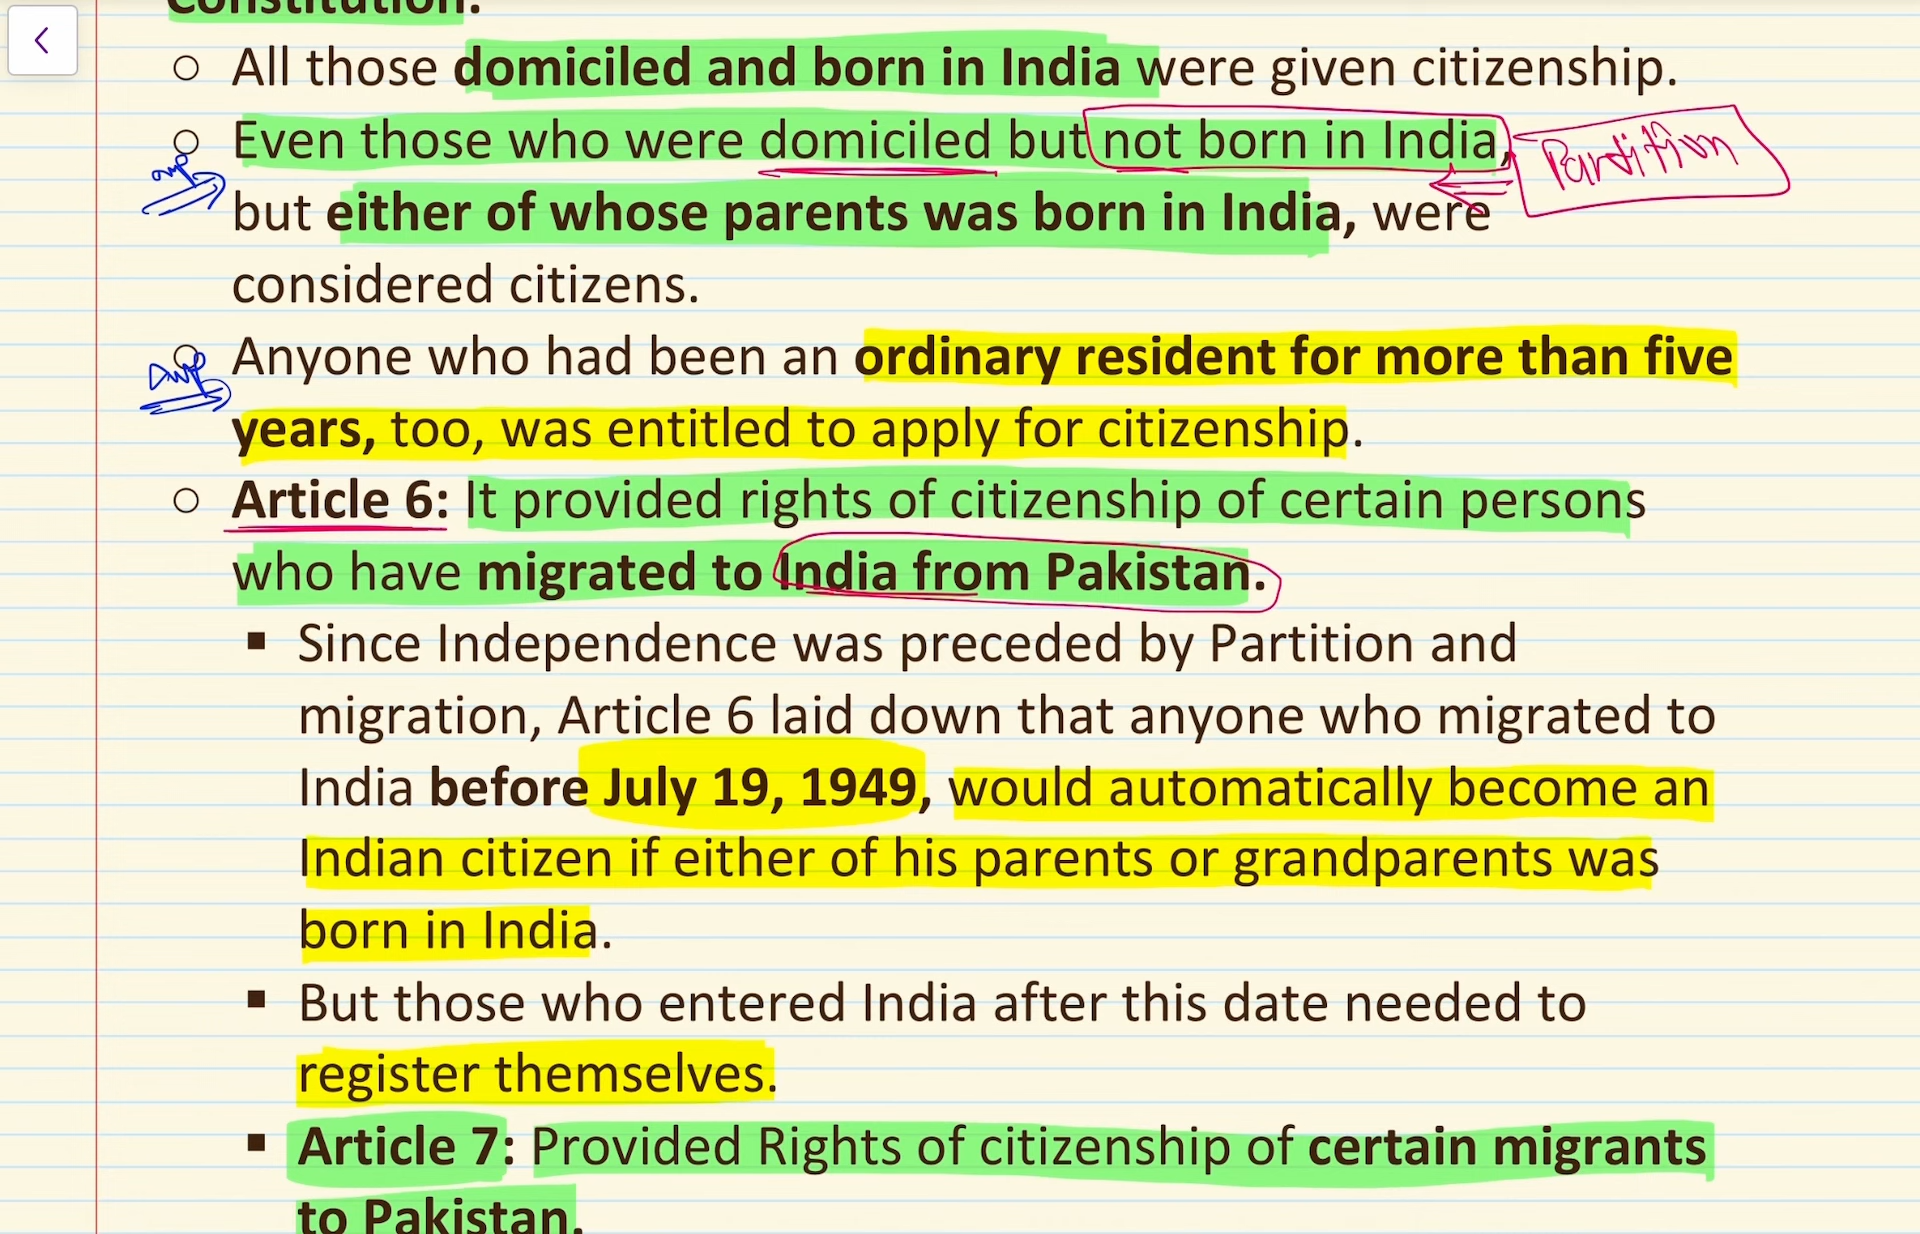 Constitution:
○ All those domiciled and born in India were given citizenship.
○ Even those who were domiciled but not born in India,
Partition
but either of whose parents was born in India, were
considered citizens.
○ Anyone who had been an ordinary resident for more than five
years, too, was entitled to apply for citizenship.
○ Article 6: It provided rights of citizenship of certain persons
who have migrated to India from Pakistan.
▪ Since Independence was preceded by Partition and
migration, Article 6 laid down that anyone who migrated to
India before July 19, 1949, would automatically become an
Indian citizen if either of his parents or grandparents was
born in India.
▪ But those who entered India after this date needed to
register themselves.
▪ Article 7: Provided Rights of citizenship of certain migrants
to Pakistan.